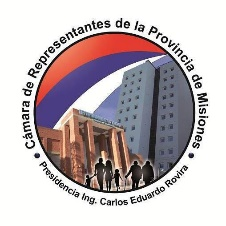 Cámara de Representantes de la Provincia de Misiones
Presidencia Ing. Carlos Eduardo Rovira